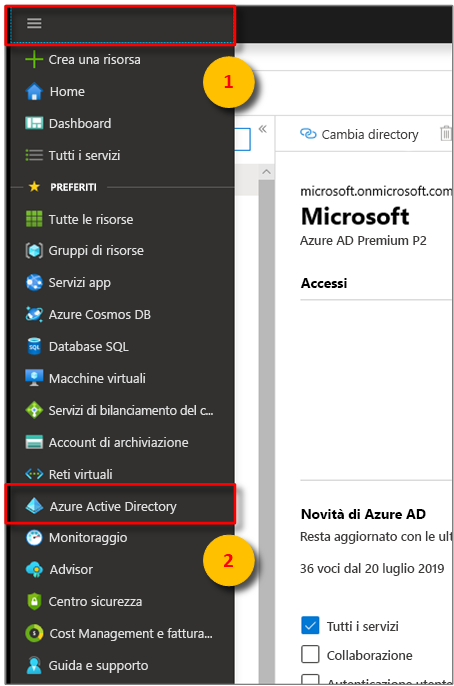 Crea una risorsa
Home
Dashboard
Tutti i servizi
PREFERITI
Tutte le risorse
Gruppi di risorse
Servizi app
Azure Cosmos DB
SQL
Database SQL
Macchine virtuali
Servizi di bilanciamento del c...
Account di archiviazione
Reti virtuali
Azure Active Directory
Monitoraggio
Advisor
Centro sicurezza
Cost Management e fattura...
Guida e supporto
1
2
«
Cambia directory
microsoft.onmicrosoft.com
Microsoft
Azure AD Premium P2
Accessi
Novità di Azure AD
Resta aggiornato con le ult
36 voci dal 20 luglio 2019
Tutti i servizi
Collaborazione
Autenticazione utente